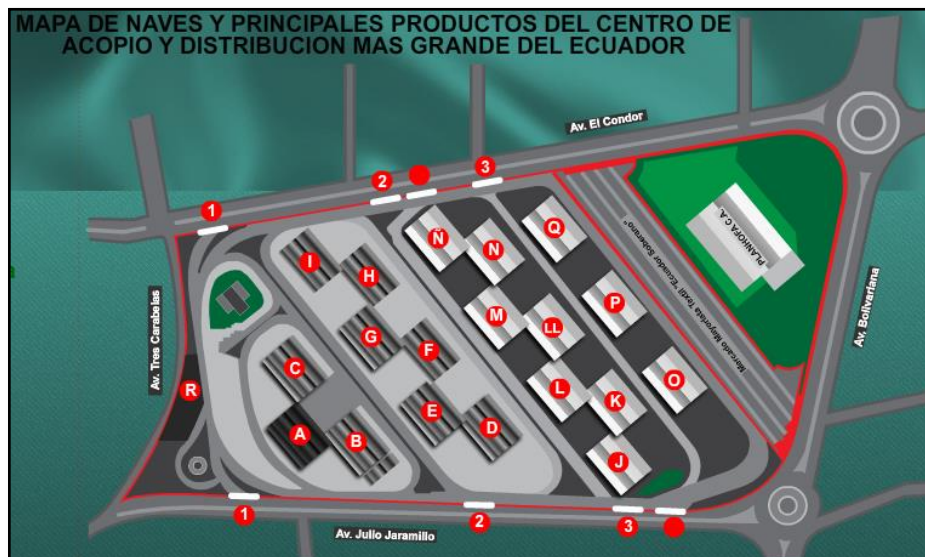 MAPA DE NAVES Y PRINCIPALES PRODUCTOS DEL CENTRO DE
ACOPIO Y DISTRIBUCION MAS GRANDE DEL ECUADOR
Av. El Condor
3
2
1
Ñ
N
Q
I
H
PLANHOFA C.A.
Mercado Mayorista Textil "Ecuador Soberano"
Av. Bolivariana
Av. Tres Carabelas
M
LL
P
G
F
C
R
L
K
O
E
D
A
B
J
1
2
3
Av. Julio Jaramillo